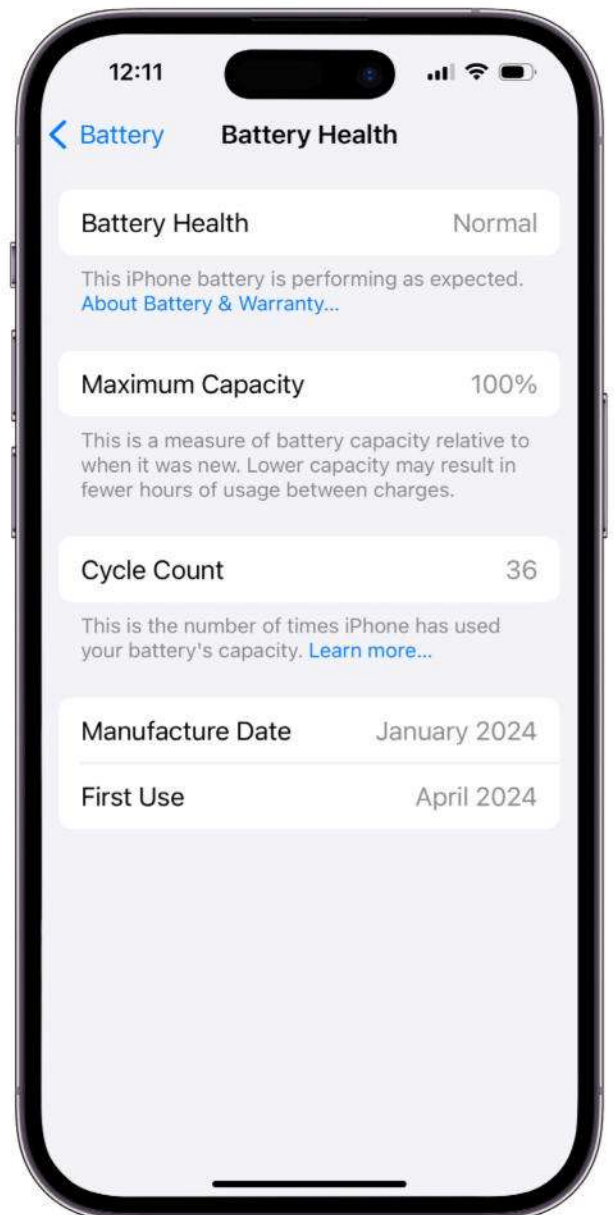 12:11
Battery
Battery Health
Battery Health
Normal
This iPhone battery is performing as expected.
About Battery & Warranty...
Maximum Capacity
100%
This is a measure of battery capacity relative to
when it was new. Lower capacity may result in
fewer hours of usage between charges.
Cycle Count
36
This is the number of times iPhone has used
your battery's capacity. Learn more...
Manufacture Date
January 2024
First Use
April 2024